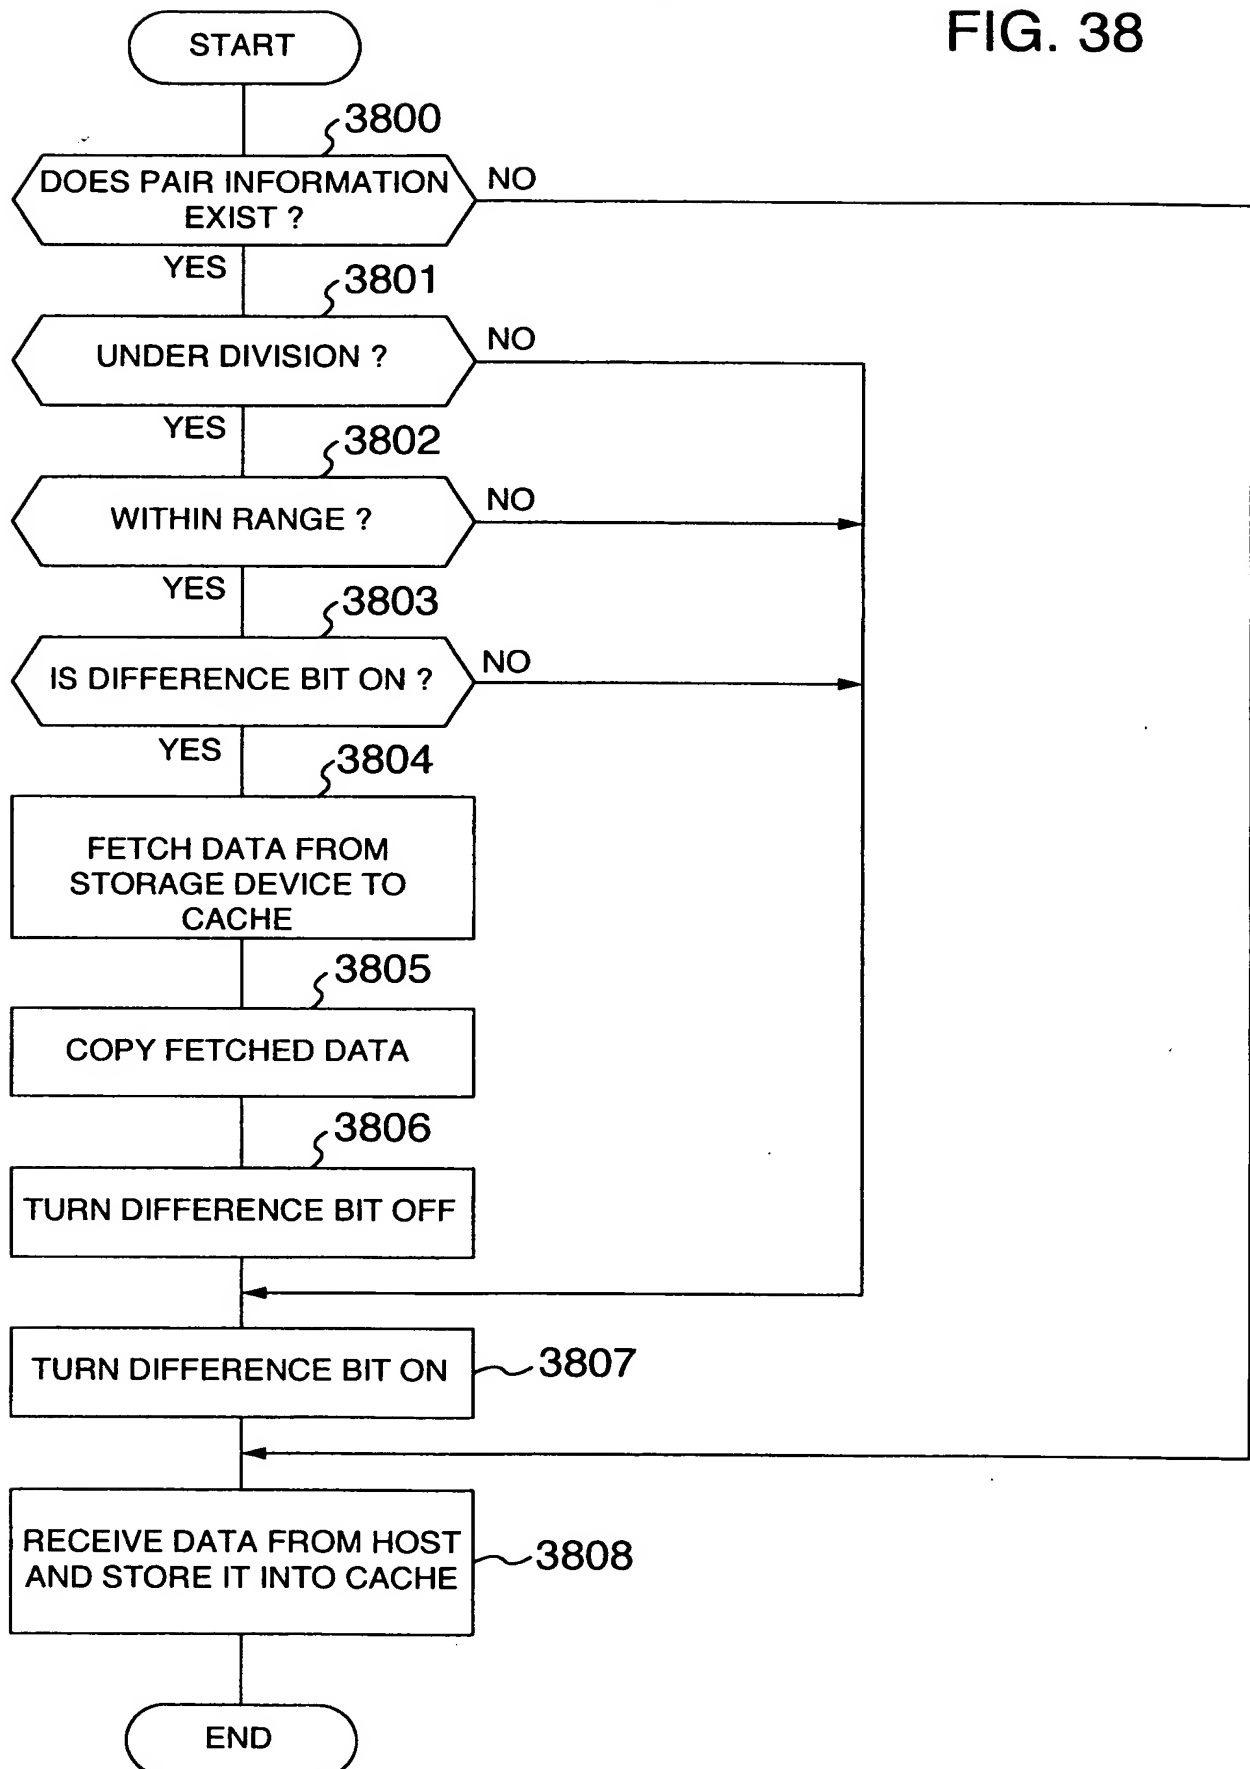 FIG. 38
START
3800
DOES PAIR INFORMATION
EXIST ?
NO
YES
3801
UNDER DIVISION ?
NO
YES
3802
WITHIN RANGE ?
NO
YES
3803
IS DIFFERENCE BIT ON ?
NO
YES
3804
FETCH DATA FROM
STORAGE DEVICE TO
CACHE
3805
COPY FETCHED DATA
3806
TURN DIFFERENCE BIT OFF
TURN DIFFERENCE BIT ON
3807
RECEIVE DATA FROM HOST
AND STORE IT INTO CACHE
3808
END